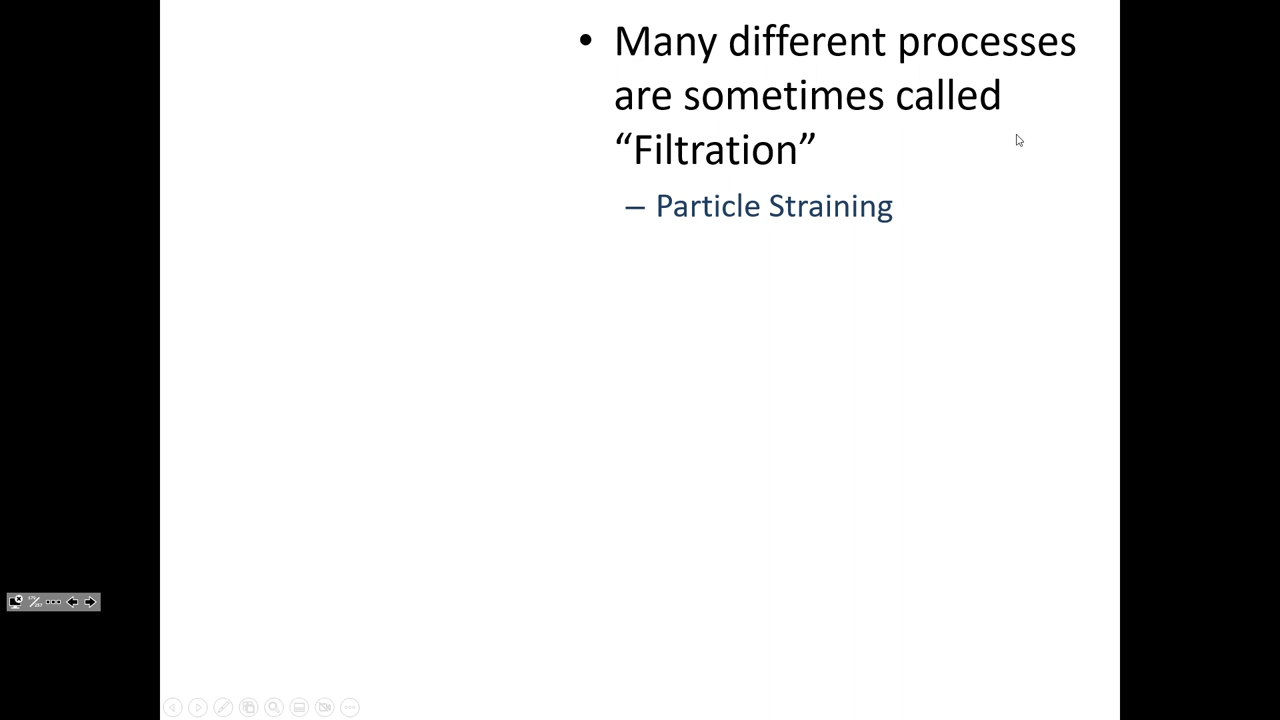 • Many different processes
are sometimes called
“Filtration”
– Particle Straining